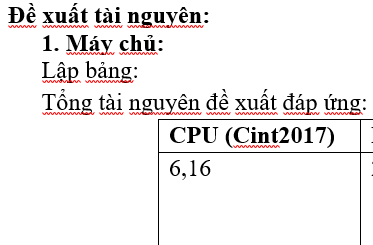 Đề xuất tài nguyên:
1. Máy chủ:
Lập bảng:
Tổng tài nguyên đề xuất đáp ứng:
CPU (Cint2017)
6,16